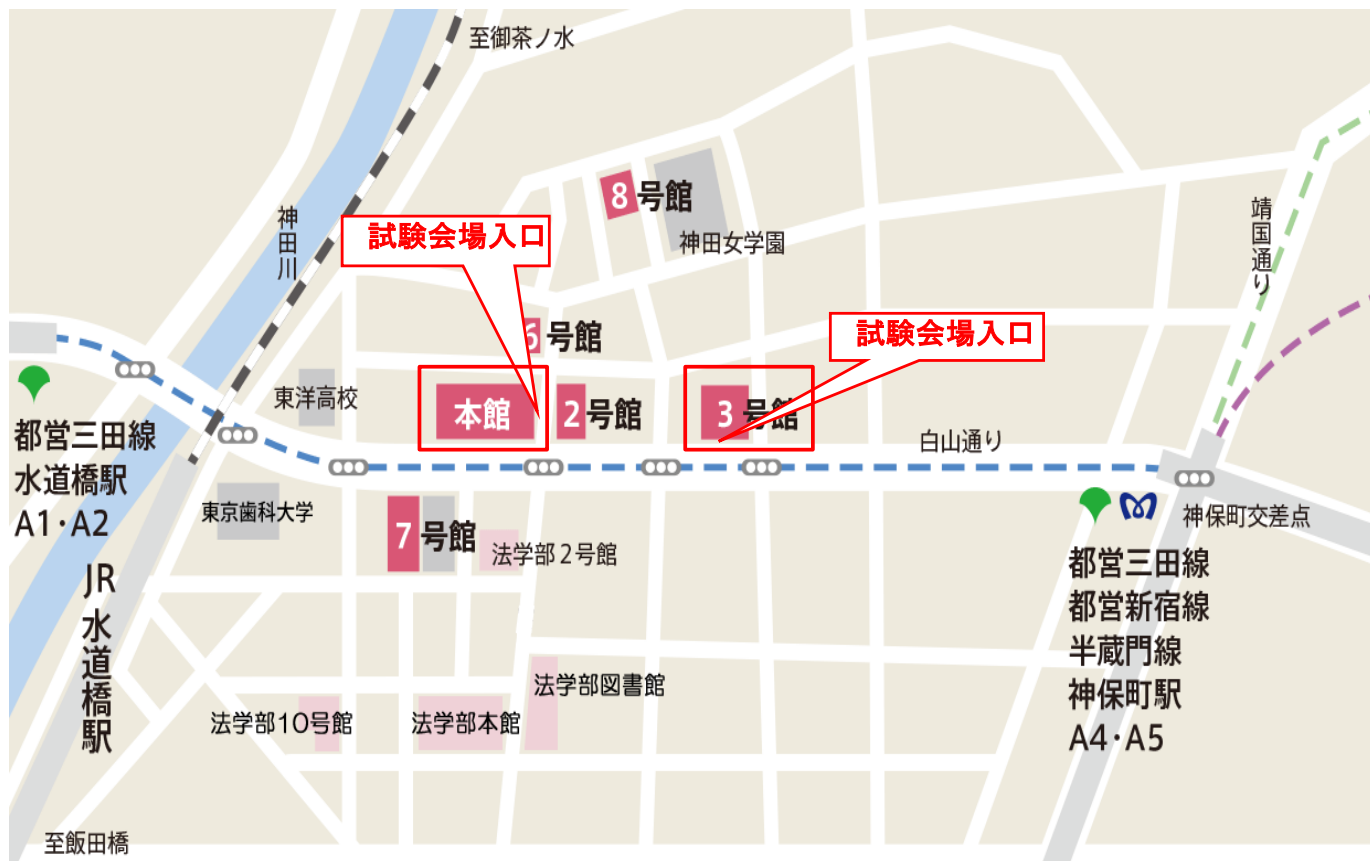 至御茶ノ水
神田川
8号館
神田女学園
靖国通り
試験会場入口
6号館
試験会場入口
東洋高校
本館
2号館
3号館
白山通り
都営三田線
水道橋駅
A1・A2
JR水道橋駅
東京歯科大学
7号館
法学部2号館
神保町交差点
都営三田線
都営新宿線
半蔵門線
神保町駅
A4・A5
法学部図書館
法学部10号館
法学部本館
至飯田橋